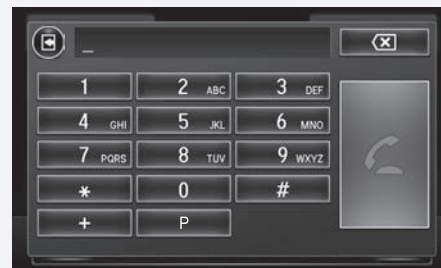 _
1 2 ABC 3 DEF
4 GHI 5 JKL 6 MNO
7 PQRS 8 TUV 9 WXYZ
* 0 #
+ P